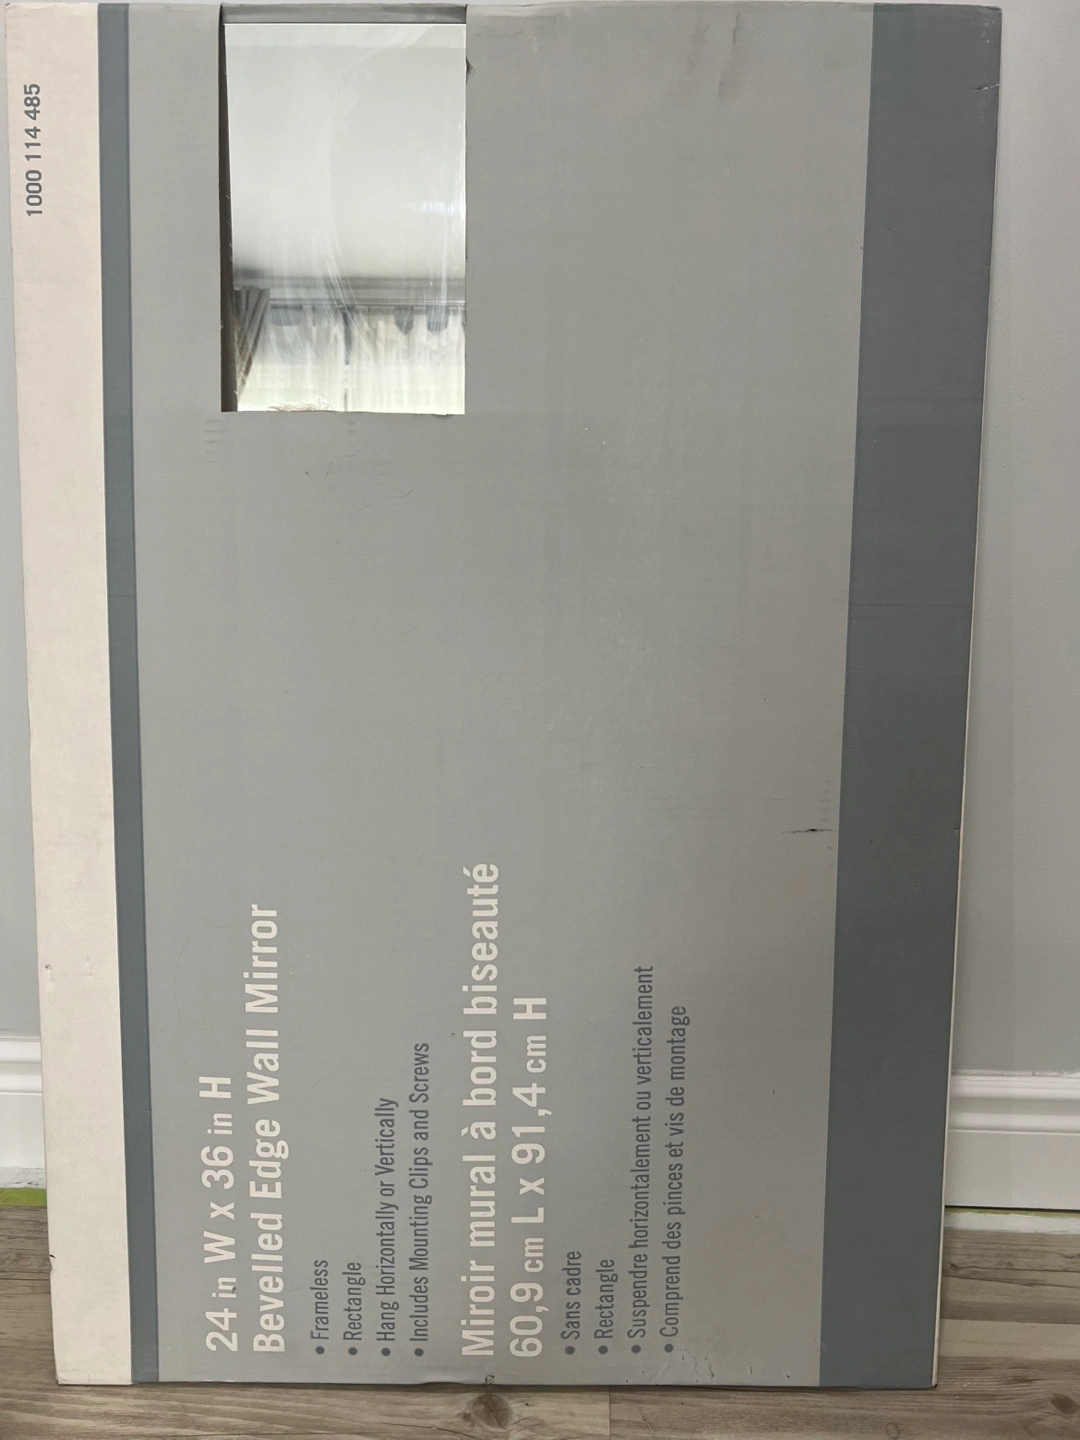 1000 114 485
24 in W x 36 in H
Bevelled Edge Wall Mirror
• Frameless
• Rectangle
• Hang Horizontally or Vertically
• Includes Mounting Clips and Screws
Miroir mural à bord biseauté
60,9 cm L x 91,4 cm H
• Sans cadre
• Rectangle
• Suspendre horizontalement ou verticalement
• Comprend des pinces et vis de montage